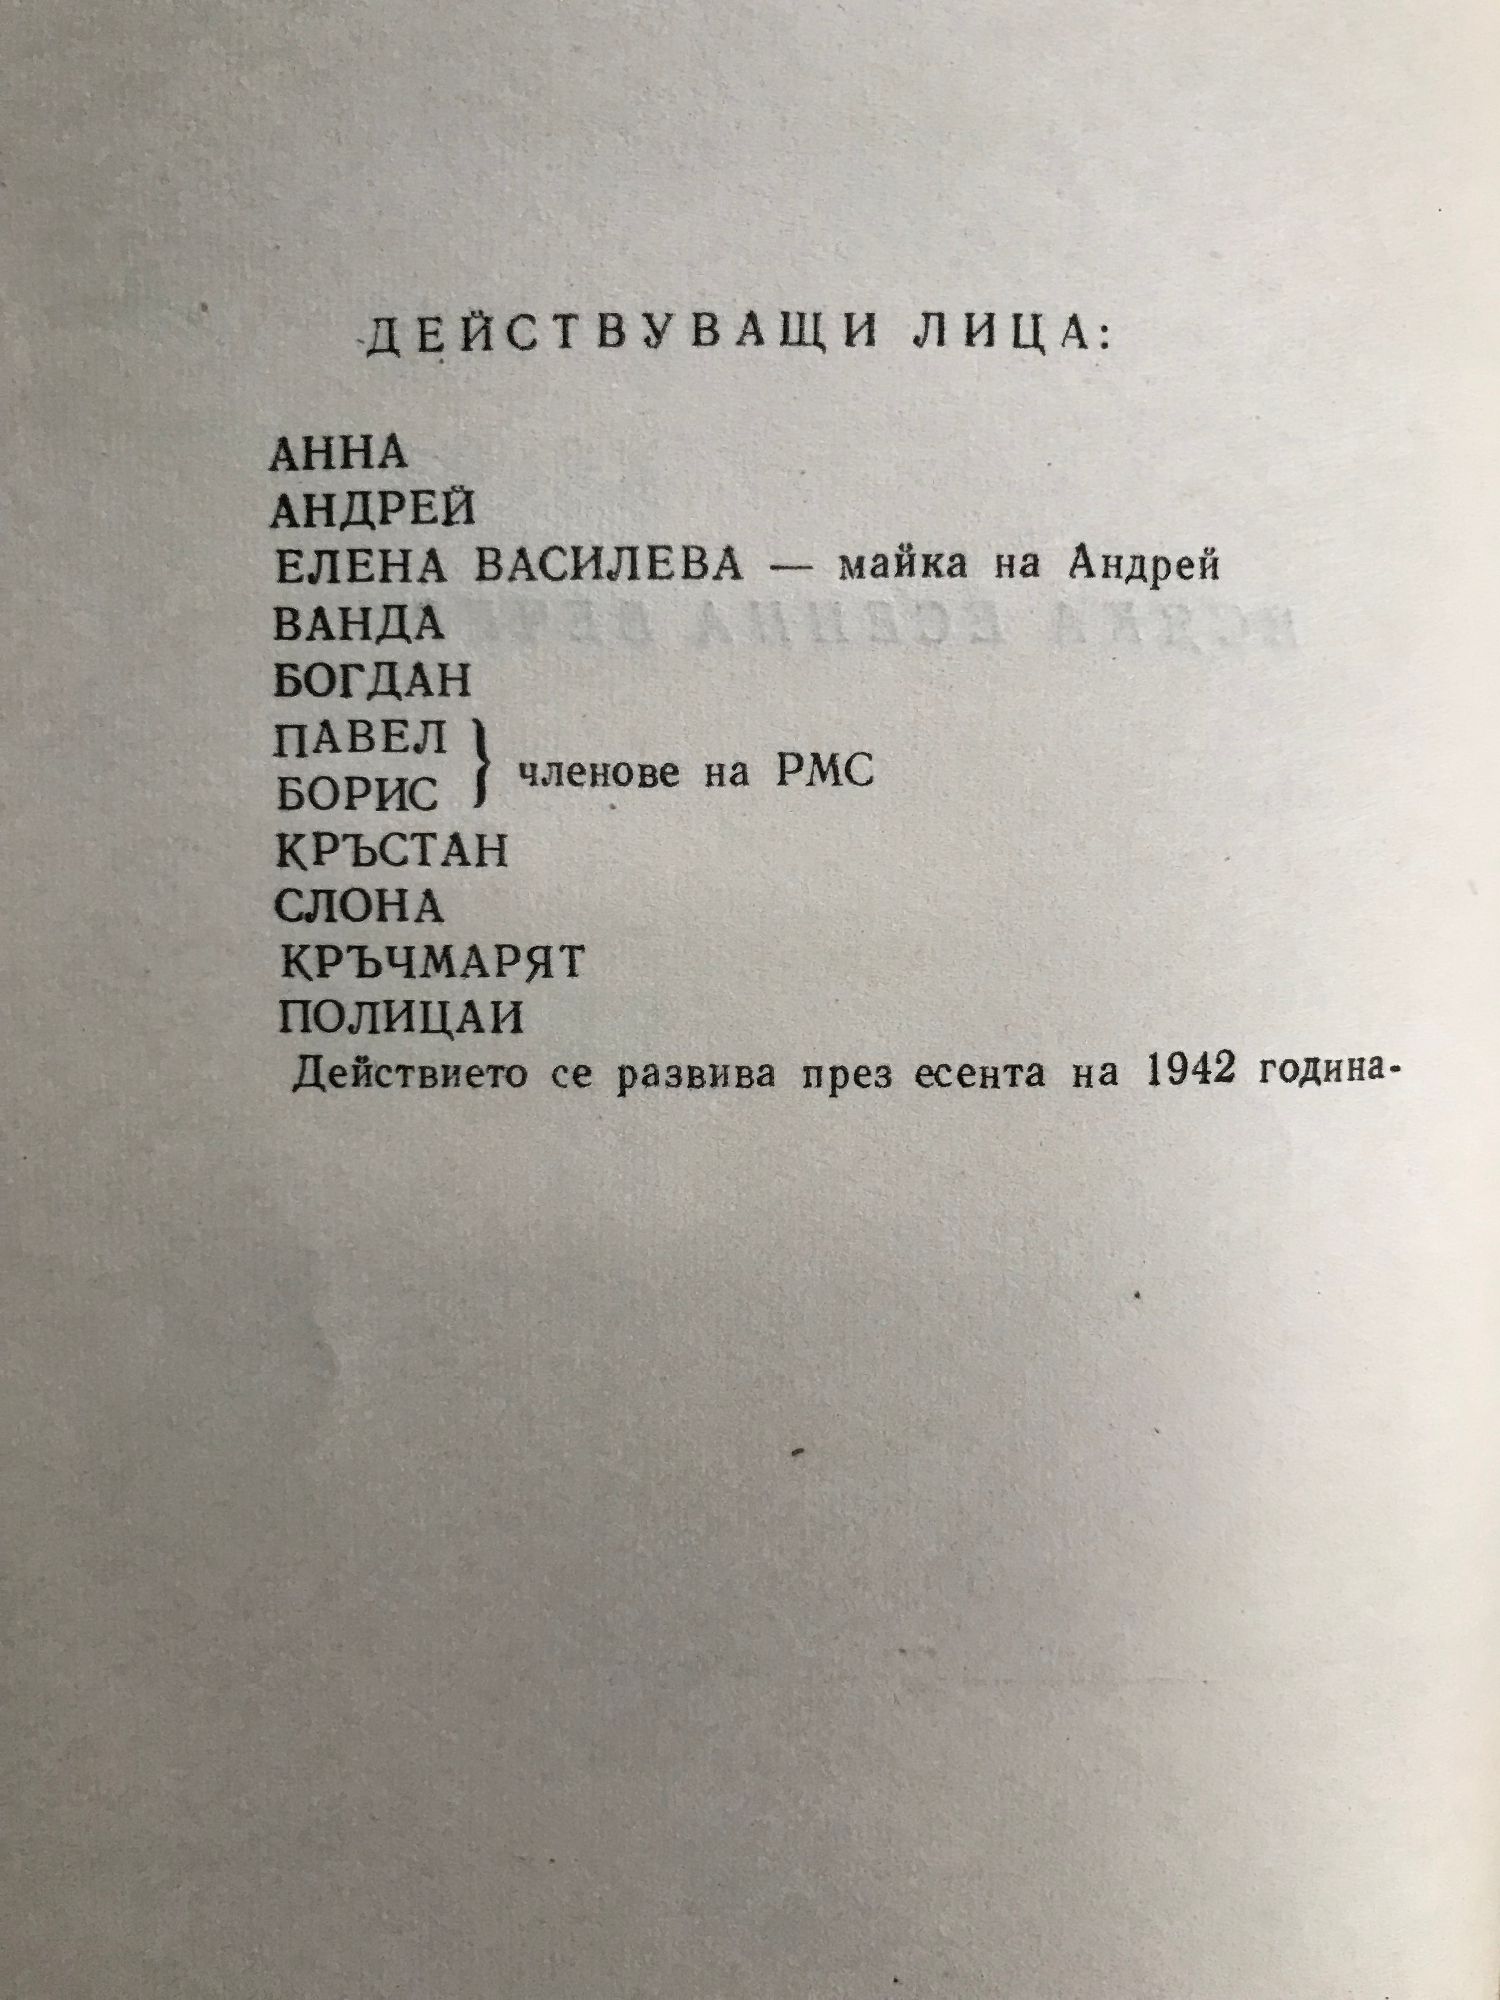 ДЕЙСТВУВАЩИ ЛИЦА:
АННА
АНДРЕЙ
ЕЛЕНА ВАСИЛЕВА — майка на Андрей
ВАНДА
БОГДАН
ПАВЕЛ
БОРИС } членове на РМС
КРЪСТАН
СЛОНА
КРЪЧМАРЯТ
ПОЛИЦАИ
Действието се развива през есента на 1942 година.